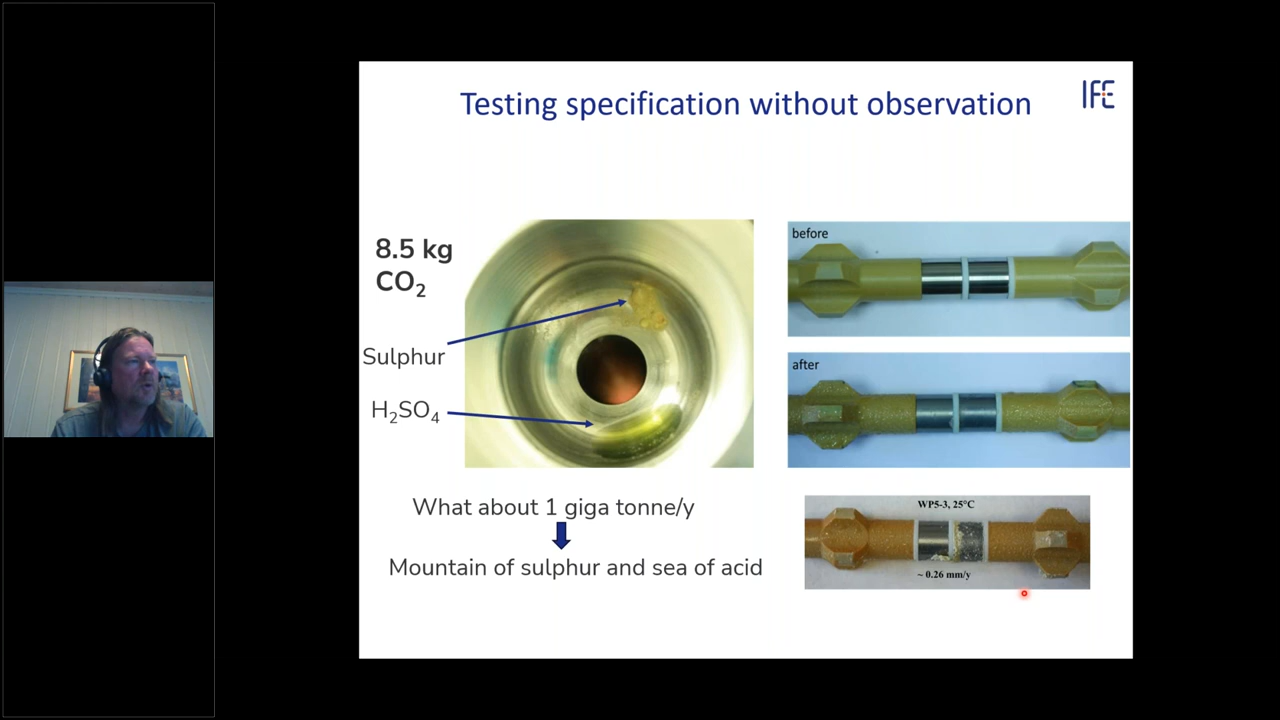 Testing specification without observation
IFE
8.5 kg
CO₂
Sulphur
H₂SO₄
before
after
WP5-3, 25°C
~ 0.26 mm/y
What about 1 giga tonne/y
Mountain of sulphur and sea of acid